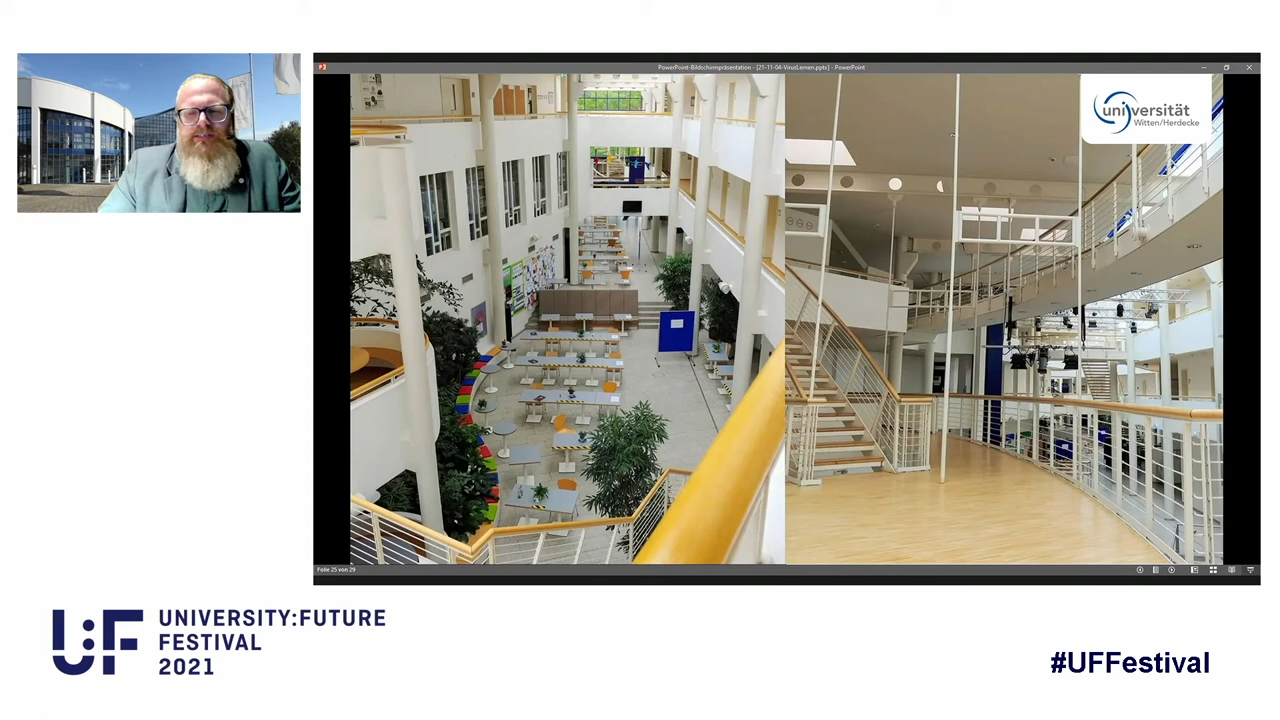 PowerPoint-Bildschirmpräsentation - [21-11-04-VirusLernen.pptx] - PowerPoint
universität
Witten/Herdecke
Folie 25 von 29
U:F
UNIVERSITY:FUTURE
FESTIVAL
2021
#UFFestival